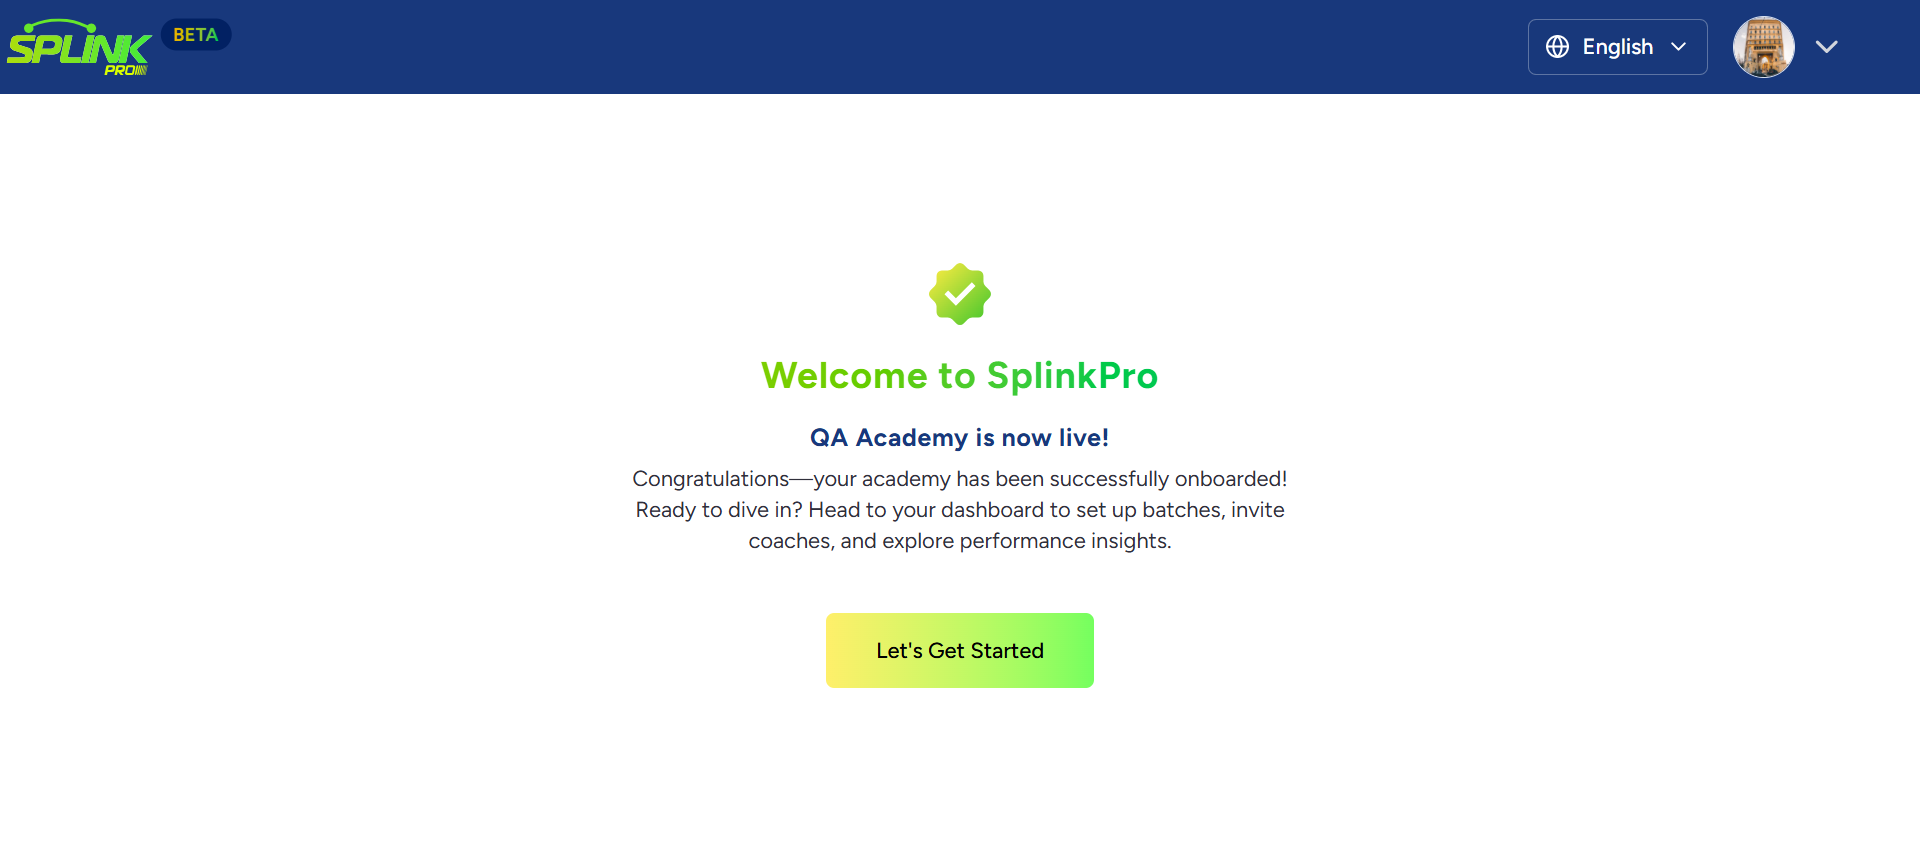 SPLINK
PRO
BETA
English
Welcome to SplinkPro
QA Academy is now live!
Congratulations—your academy has been successfully onboarded!
Ready to dive in? Head to your dashboard to set up batches, invite
coaches, and explore performance insights.
Let's Get Started